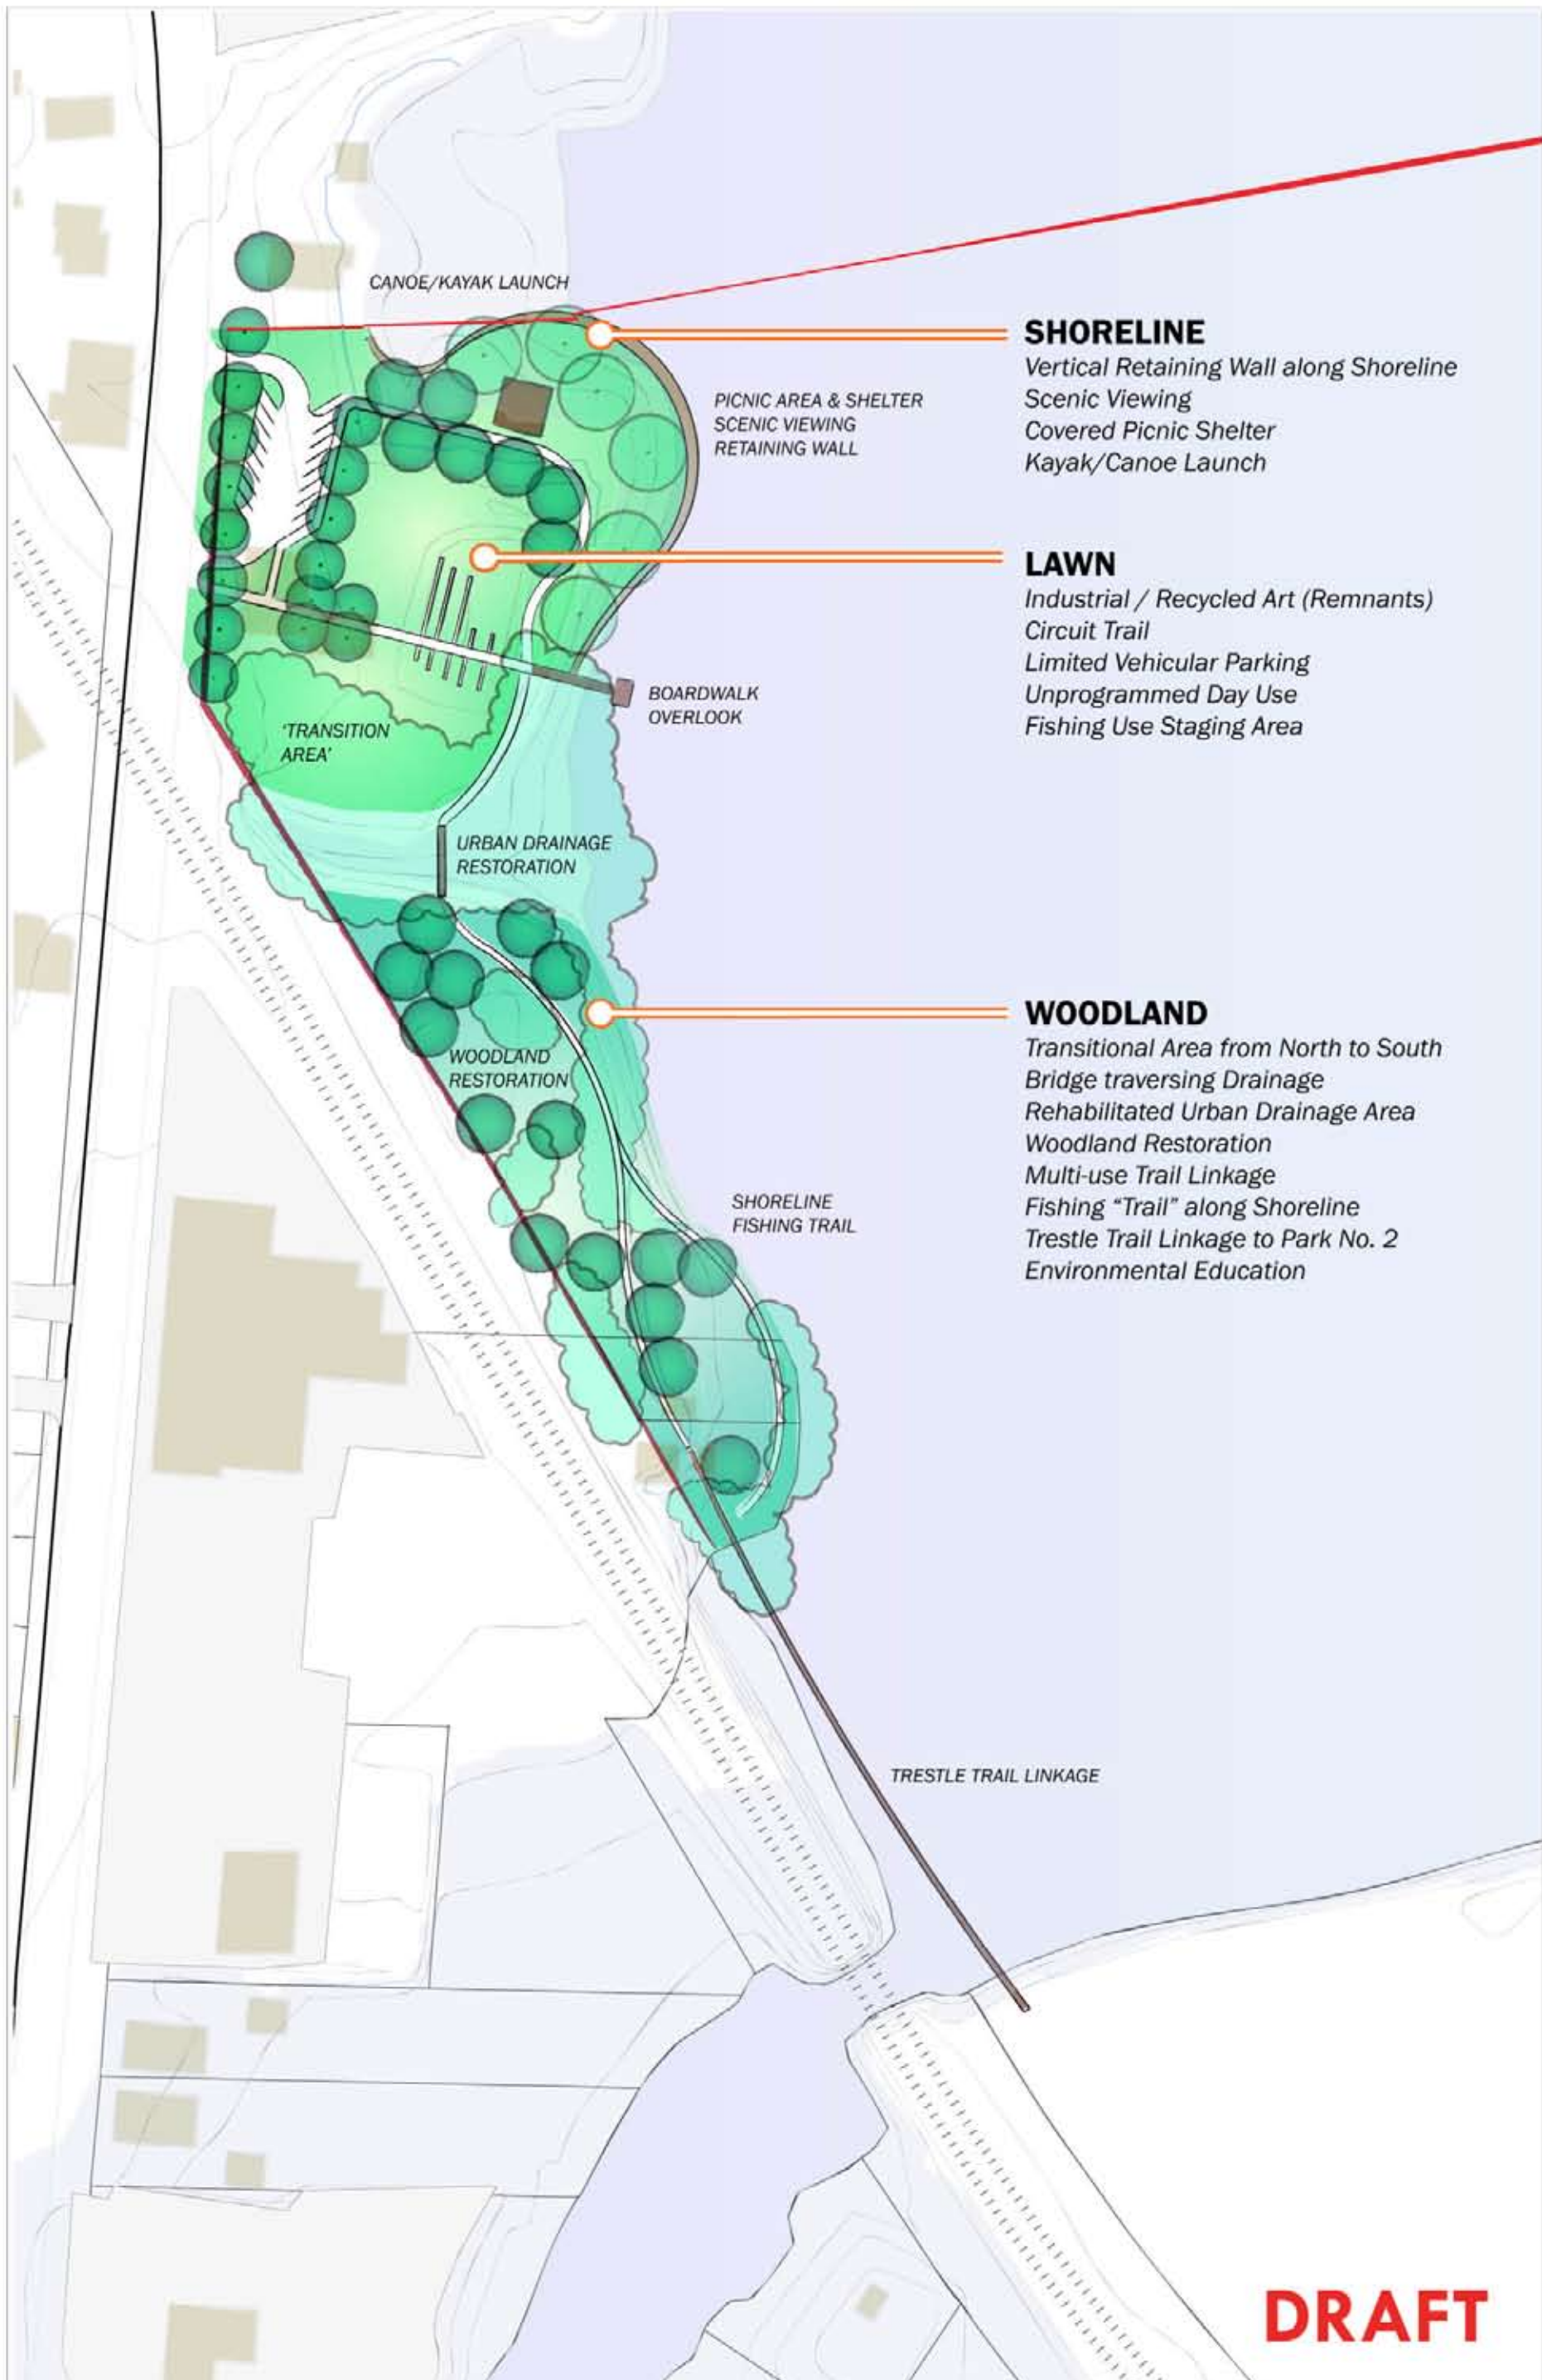 CANOE/KAYAK LAUNCH
SHORELINE
Vertical Retaining Wall along Shoreline
Scenic Viewing
Covered Picnic Shelter
Kayak/Canoe Launch
PICNIC AREA & SHELTER
SCENIC VIEWING
RETAINING WALL
LAWN
Industrial / Recycled Art (Remnants)
Circuit Trail
Limited Vehicular Parking
Unprogrammed Day Use
Fishing Use Staging Area
BOARDWALK
OVERLOOK
'TRANSITION
AREA'
URBAN DRAINAGE
RESTORATION
WOODLAND
Transitional Area from North to South
Bridge traversing Drainage
Rehabilitated Urban Drainage Area
Woodland Restoration
Multi-use Trail Linkage
Fishing “Trail” along Shoreline
Trestle Trail Linkage to Park No. 2
Environmental Education
WOODLAND
RESTORATION
SHORELINE
FISHING TRAIL
TRESTLE TRAIL LINKAGE
DRAFT